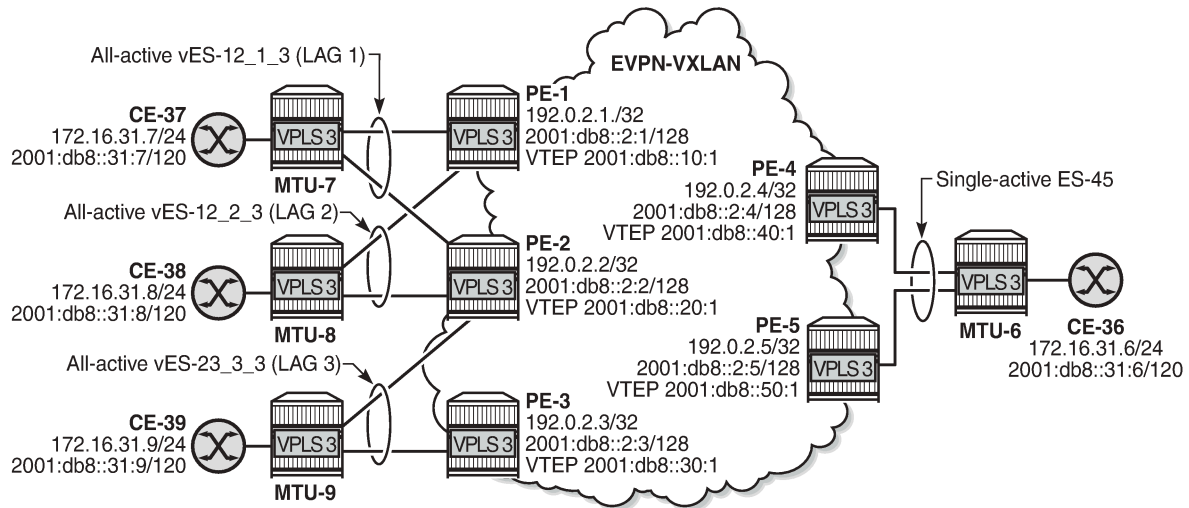 All-active vES-12_1_3 (LAG 1)
EVPN-VXLAN
CE-37
172.16.31.7/24
2001:db8::31:7/120
VPLS 3
MTU-7
VPLS 3
PE-1
192.0.2.1./32
2001:db8::2:1/128
VTEP 2001:db8::10:1
All-active vES-12_2_3 (LAG 2)
CE-38
172.16.31.8/24
2001:db8::31:8/120
VPLS 3
MTU-8
VPLS 3
PE-2
192.0.2.2/32
2001:db8::2:2/128
VTEP 2001:db8::20:1
All-active vES-23_3_3 (LAG 3)
CE-39
172.16.31.9/24
2001:db8::31:9/120
VPLS 3
MTU-9
VPLS 3
PE-3
192.0.2.3/32
2001:db8::2:3/128
VTEP 2001:db8::30:1
PE-4
192.0.2.4/32
2001:db8::2:4/128
VTEP 2001:db8::40:1
VPLS 3
Single-active ES-45
PE-5
192.0.2.5/32
2001:db8::2:5/128
VTEP 2001:db8::50:1
VPLS 3
VPLS 3
MTU-6
CE-36
172.16.31.6/24
2001:db8::31:6/120